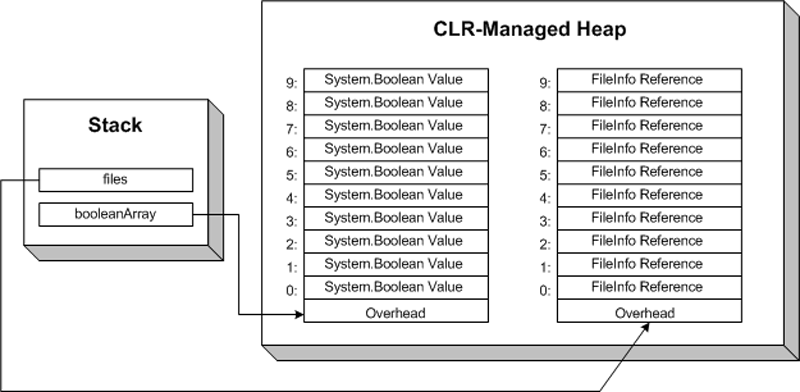 CLR-Managed Heap
Stack
files
booleanArray
9: System.Boolean Value
8: System.Boolean Value
7: System.Boolean Value
6: System.Boolean Value
5: System.Boolean Value
4: System.Boolean Value
3: System.Boolean Value
2: System.Boolean Value
1: System.Boolean Value
0: System.Boolean Value
Overhead
9: FileInfo Reference
8: FileInfo Reference
7: FileInfo Reference
6: FileInfo Reference
5: FileInfo Reference
4: FileInfo Reference
3: FileInfo Reference
2: FileInfo Reference
1: FileInfo Reference
0: FileInfo Reference
Overhead